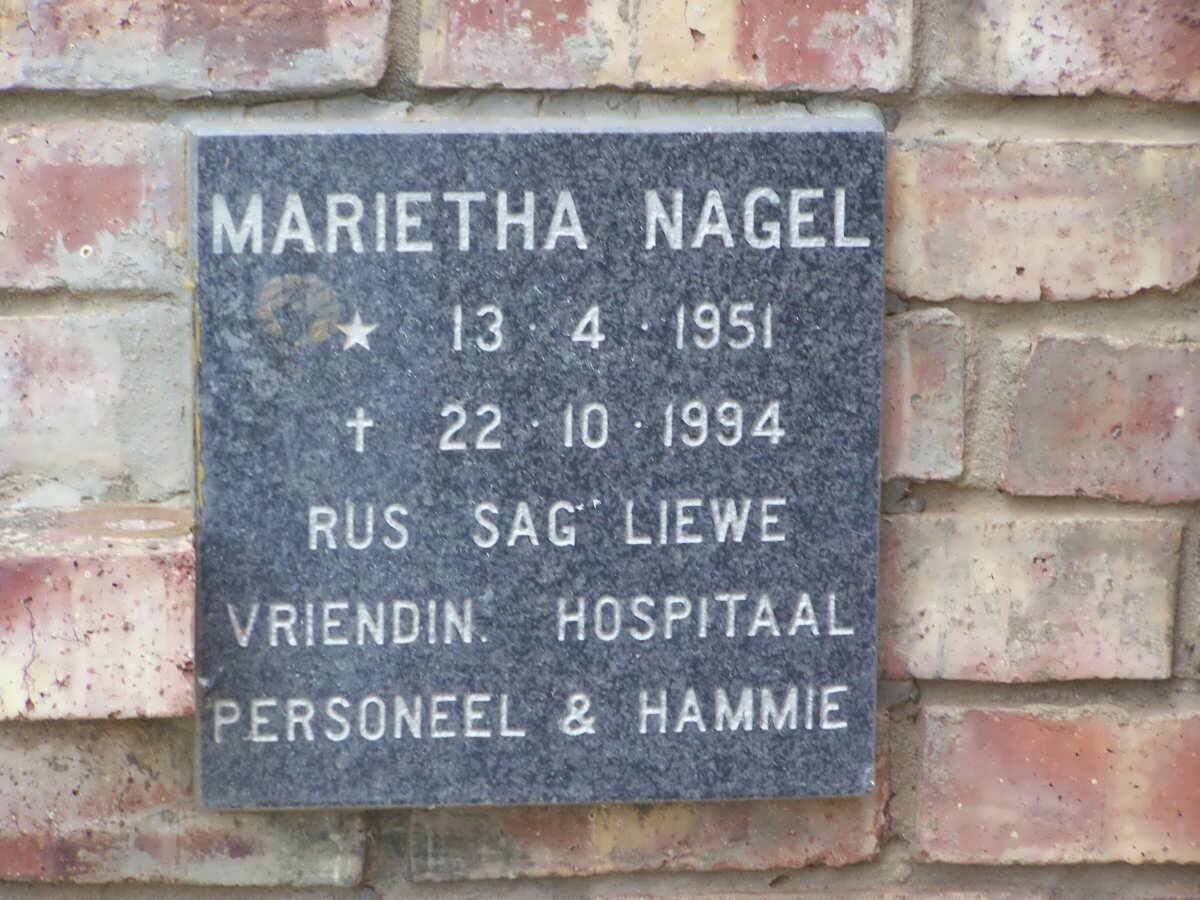 MARIETHA NAGEL
★ 13 · 4 · 1951
✝ 22 · 10 · 1994
RUS SAG LIEWE
VRIENDIN. HOSPITAAL
PERSONEEL & HAMMIE